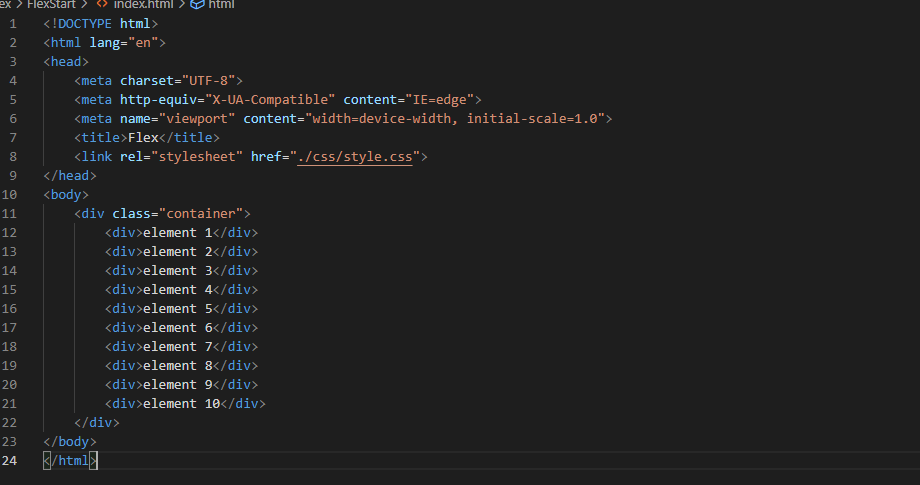 ex > FlexStart > <> index.html > html
1 <!DOCTYPE html>
2 <html lang="en">
3 <head>
4     <meta charset="UTF-8">
5     <meta http-equiv="X-UA-Compatible" content="IE=edge">
6     <meta name="viewport" content="width=device-width, initial-scale=1.0">
7     <title>Flex</title>
8     <link rel="stylesheet" href="./css/style.css">
9 </head>
10 <body>
11     <div class="container">
12         <div>element 1</div>
13         <div>element 2</div>
14         <div>element 3</div>
15         <div>element 4</div>
16         <div>element 5</div>
17         <div>element 6</div>
18         <div>element 7</div>
19         <div>element 8</div>
20         <div>element 9</div>
21         <div>element 10</div>
22     </div>
23 </body>
24 </html>